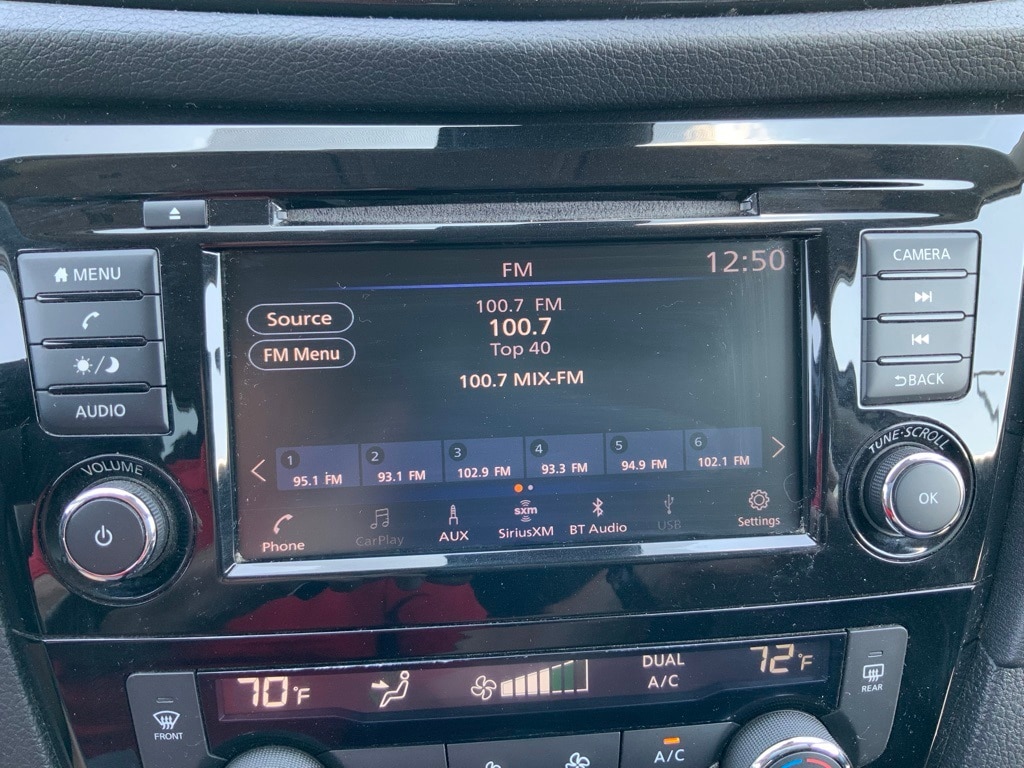 MENU
AUDIO
VOLUME
FM
12:50
Source
FM Menu
100.7 FM
100.7
Top 40
100.7 MIX-FM
1
95.1 FM
2
93.1 FM
3
102.9 FM
4
93.3 FM
5
94.9 FM
6
102.1 FM
Phone
CarPlay
AUX
sxm
SiriusXM
BT Audio
USB
Settings
CAMERA
BACK
TUNE·SCROLL
OK
FRONT
70°F
DUAL
A/C
72°F
REAR
A/C